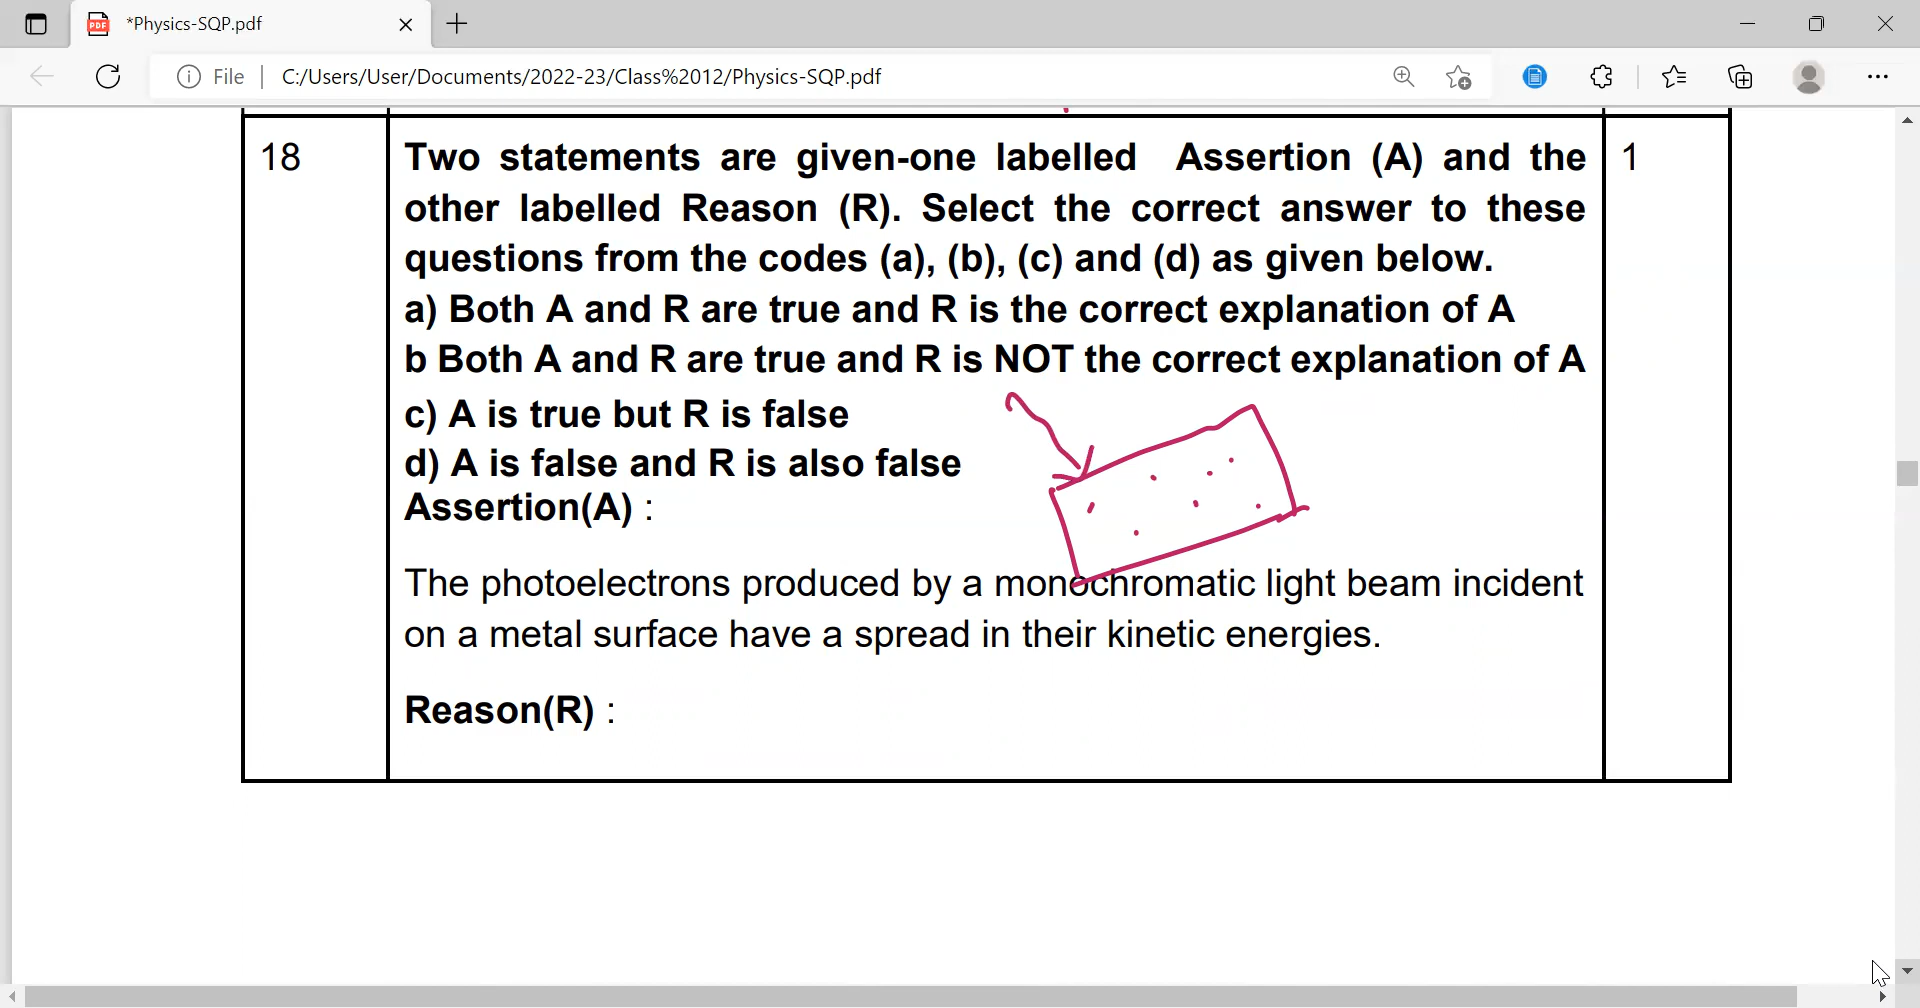 *Physics-SQP.pdf
File
C:/Users/User/Documents/2022-23/Class%2012/Physics-SQP.pdf
18
Two statements are given-one labelled Assertion (A) and the
1
other labelled Reason (R). Select the correct answer to these
questions from the codes (a), (b), (c) and (d) as given below.
a) Both A and R are true and R is the correct explanation of A
b Both A and R are true and R is NOT the correct explanation of A
c) A is true but R is false
d) A is false and R is also false
Assertion(A) :
The photoelectrons produced by a monochromatic light beam incident
on a metal surface have a spread in their kinetic energies.
Reason(R) :